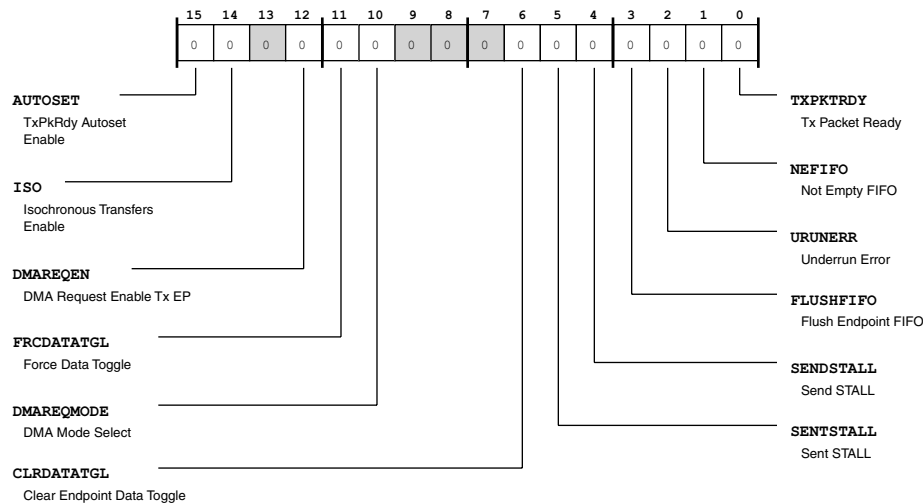 15 14 13 12 11 10 9 8 7 6 5 4 3 2 1 0
0 0 0 0 0 0 0 0 0 0 0 0 0 0 0 0
AUTOSET
TxPkRdy Autoset
Enable
ISO
Isochronous Transfers
Enable
DMAREQEN
DMA Request Enable Tx EP
FRCDATATGL
Force Data Toggle
DMAREQMODE
DMA Mode Select
CLRDATATGL
Clear Endpoint Data Toggle
TXPKTRDY
Tx Packet Ready
NEFIFO
Not Empty FIFO
URUNERR
Underrun Error
FLUSHFIFO
Flush Endpoint FIFO
SENDSTALL
Send STALL
SENTSTALL
Sent STALL